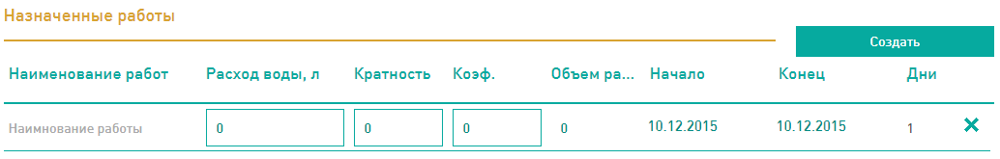 Назначенные работы
Создать
Наименование работ Расход воды, л Кратность Коэф. Объем ра... Начало Конец Дни
Наимнование работы 0 0 0 0 10.12.2015 10.12.2015 1